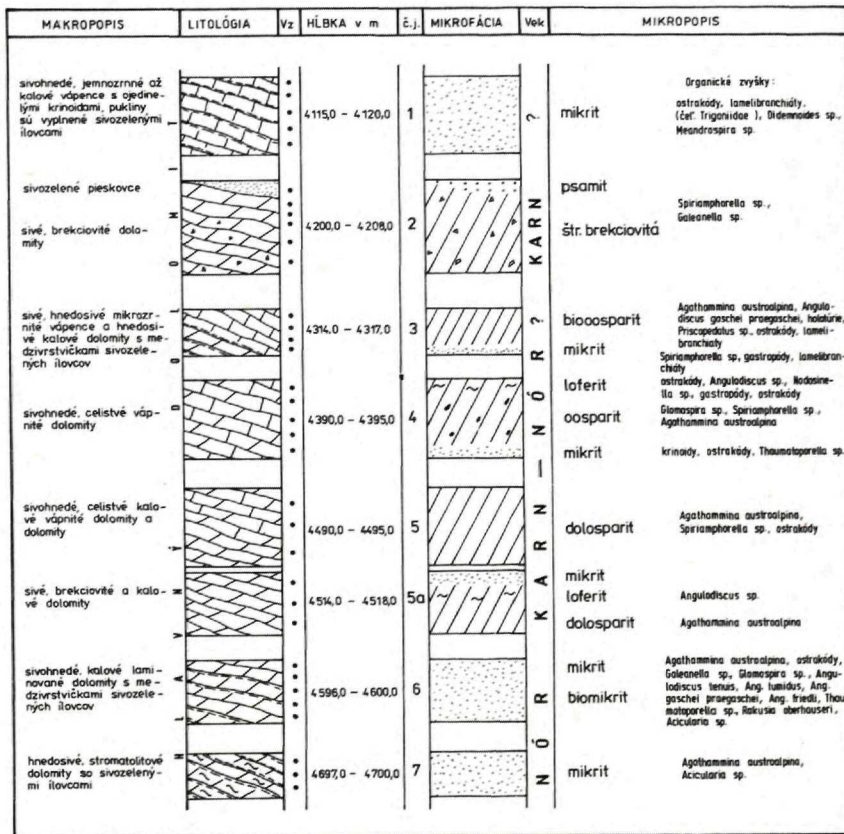 MAKROPOPIS LITOLÓGIA Vz HĹBKA v m č.j. MIKROFÁCIA Vek MIKROPOPIS
sivohnedé, jemnozrnné až
kalové vápence s ojedine-
lými krinoidami, pukliny
sú vyplnené sivozelenými
ílovcami
4115,0 – 4120,0
1
mikrit
Organické zvyšky:
ostrakódy, lamelibranchiáty,
(čeľ. Trigoniidae ), Didemnoides sp.,
Meandrospira sp.
sivozelené pieskovce
sivé, brekciovité dolo-
mity
4200,0 – 4208,0
2
psamit
štr. brekciovitá
Spiriamphorella sp.,
Galeanella sp.
sivé, hnedosivé mikrozr-
nité vápence a hnedosi-
vé kalové dolomity s me-
dzivrstvičkami sivozele-
ných ílovcov
4314,0 – 4317,0
3
biooosparit
mikrit
Agathammina austroalpina, Angulo-
discus gaschei praegaschei, holotúrie,
Priscopedatus sp., ostrakódy, lameli-
branchiaty
Spiriamphorella sp, gastropódy, lamelibran-
chiáty
sivohnedé, celistvé váp-
nité dolomity
4390,0 – 4395,0
4
loferit
oosparit
mikrit
ostrakódy, Angulodiscus sp., Nodosine-
lla sp., gastropódy, ostrakódy
Glomospira sp., Spiriamphorella sp.,
Agathammina austroalpina
krinoidy, ostrakódy, Thaumatoporella sp.
sivohnedé, celistvé kalo-
vé vápnité dolomity a
dolomity
4490,0 – 4495,0
5
dolosparit
Agathammina austroalpina,
Spiriamphorella sp., ostrakódy
sivé, brekciovité a kalo-
vé dolomity
4514,0 – 4518,0
5a
mikrit
loferit
dolosparit
Angulodiscus sp.
Agathammina austroalpina
sivohnedé, kalové lami-
nované dolomity s me-
dzivrstvičkami sivozele-
ných ílovcov
4596,0 – 4600,0
6
mikrit
biomikrit
Agathammina austroalpina, ostrakódy,
Galeanella sp., Glomospira sp., Angu-
lodiscus tenuis, Ang. tumidus, Ang.
gaschei praegaschei, Ang. friedli, Thau
matoporella sp., Rakusia oberhauseri,
Acicularia sp.
hnedosivé, stromatolitové
dolomity so sivozelený-
mi ílovcami
4697,0 – 4700,0
7
mikrit
Agathammina austroalpina,
Acicularia sp.
HLAVNÝ DOLOMIT
NÓR KARN – NÓR ? KARN ?